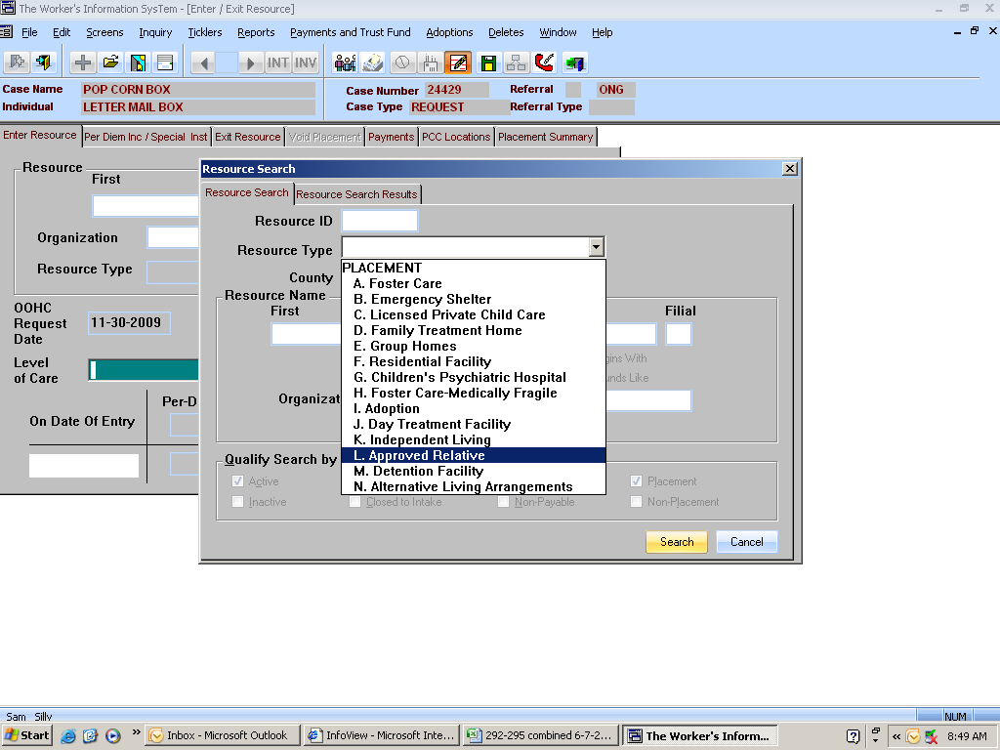 The Worker's Information SysTem - [Enter / Exit Resource]
File Edit Screens Inquiry Ticklers Reports Payments and Trust Fund Adoptions Deletes Window Help
INT INV
Case Name POP CORN BOX Case Number 24429 Referral ONG
Individual LETTER MAIL BOX Case Type REQUEST Referral Type
Enter Resource Per Diem Inc / Special Inst Exit Resource Void Placement Payments PCC Locations Placement Summary
Resource
First
Organization
Resource Type
OOHC
Request
Date
11-30-2009
Level
of Care
Per-D
On Date Of Entry
Resource Search
Resource Search Resource Search Results
Resource ID
Resource Type
County
PLACEMENT
A. Foster Care
B. Emergency Shelter
C. Licensed Private Child Care
D. Family Treatment Home
E. Group Homes
F. Residential Facility
G. Children's Psychiatric Hospital
H. Foster Care-Medically Fragile
I. Adoption
J. Day Treatment Facility
K. Independent Living
L. Approved Relative
M. Detention Facility
N. Alternative Living Arrangements
Resource Name
First Filial
gins With
unds Like
Organizat
Qualify Search by
Active Placement
Inactive Closed to Intake Non-Payable Non-Placement
Search Cancel
Sam Silly NUM
Start » Inbox - Microsoft Outlook InfoView - Microsoft Inte... 292-295 combined 6-7-2... The Worker's Inform... « 8:49 AM